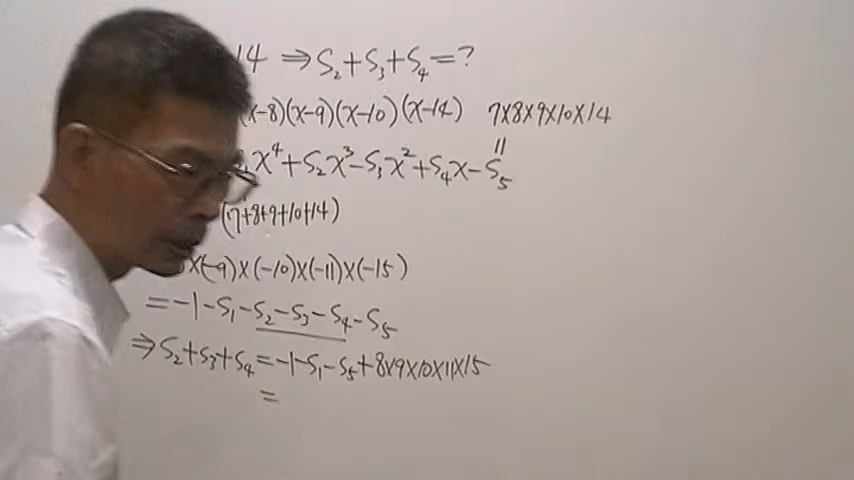 14 ⇒ S₂+S₃+S₄=?
(x-8)(x-9)(x-10)(x-14) 7×8×9×10×14
x⁴+S₂x³-S₃x²+S₄x-S₅
(7+8+9+10+14)
×(-9)×(-10)×(-11)×(-15)
=-1-S₁-S₂-S₃-S₄-S₅
⇒S₂+S₃+S₄=-1-S₁-S₅+8×9×10×11×15
=